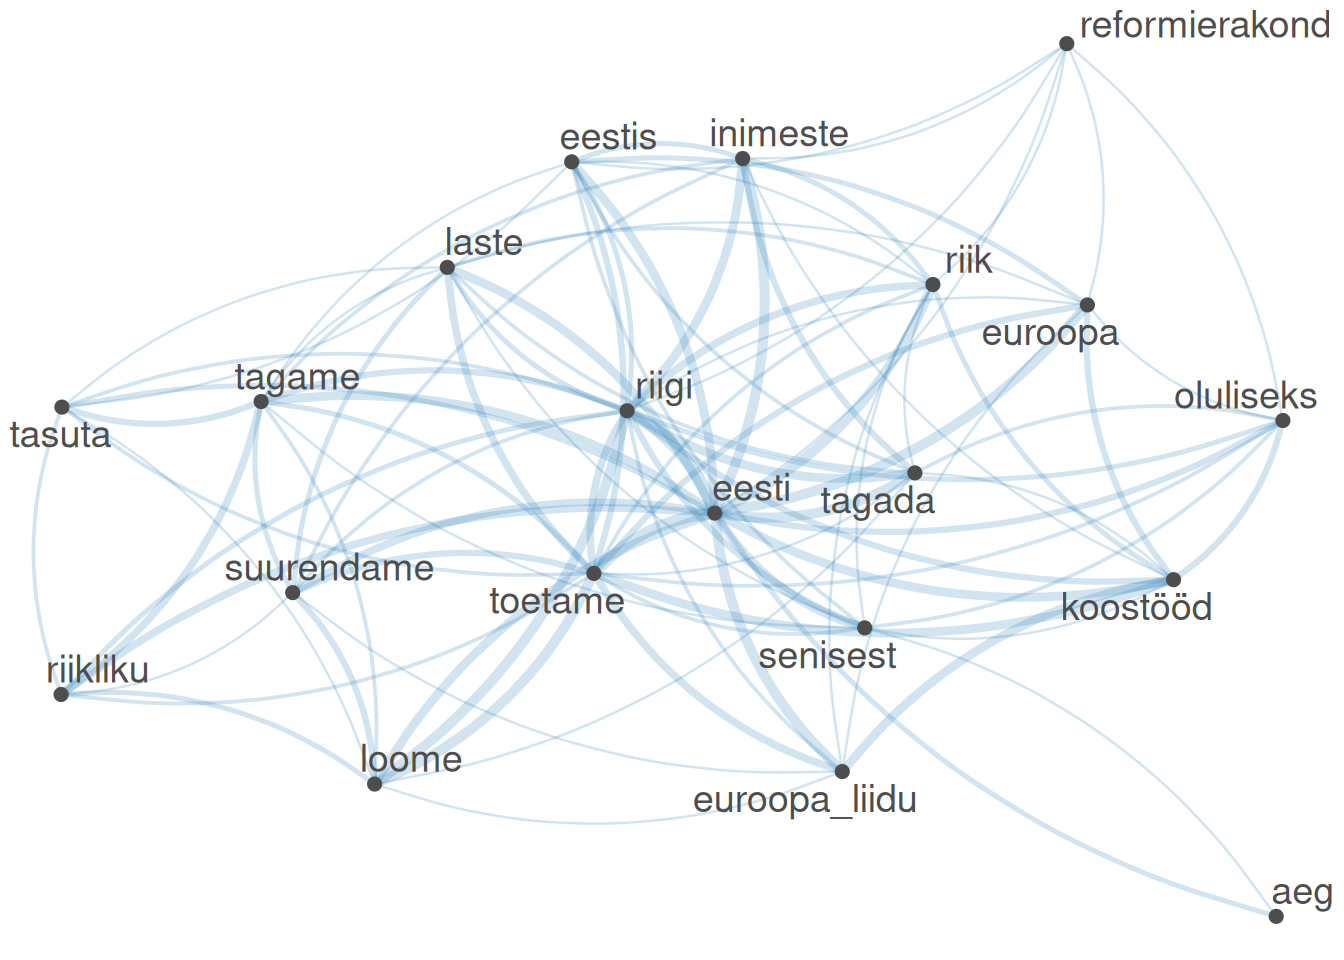 reformierakond
eestis
inimeste
laste
riik
euroopa
tagame
riigi
oluliseks
tasuta
eesti
tagada
suurendame
toetame
koostööd
senisest
riikliku
loome
euroopa_liidu
aeg